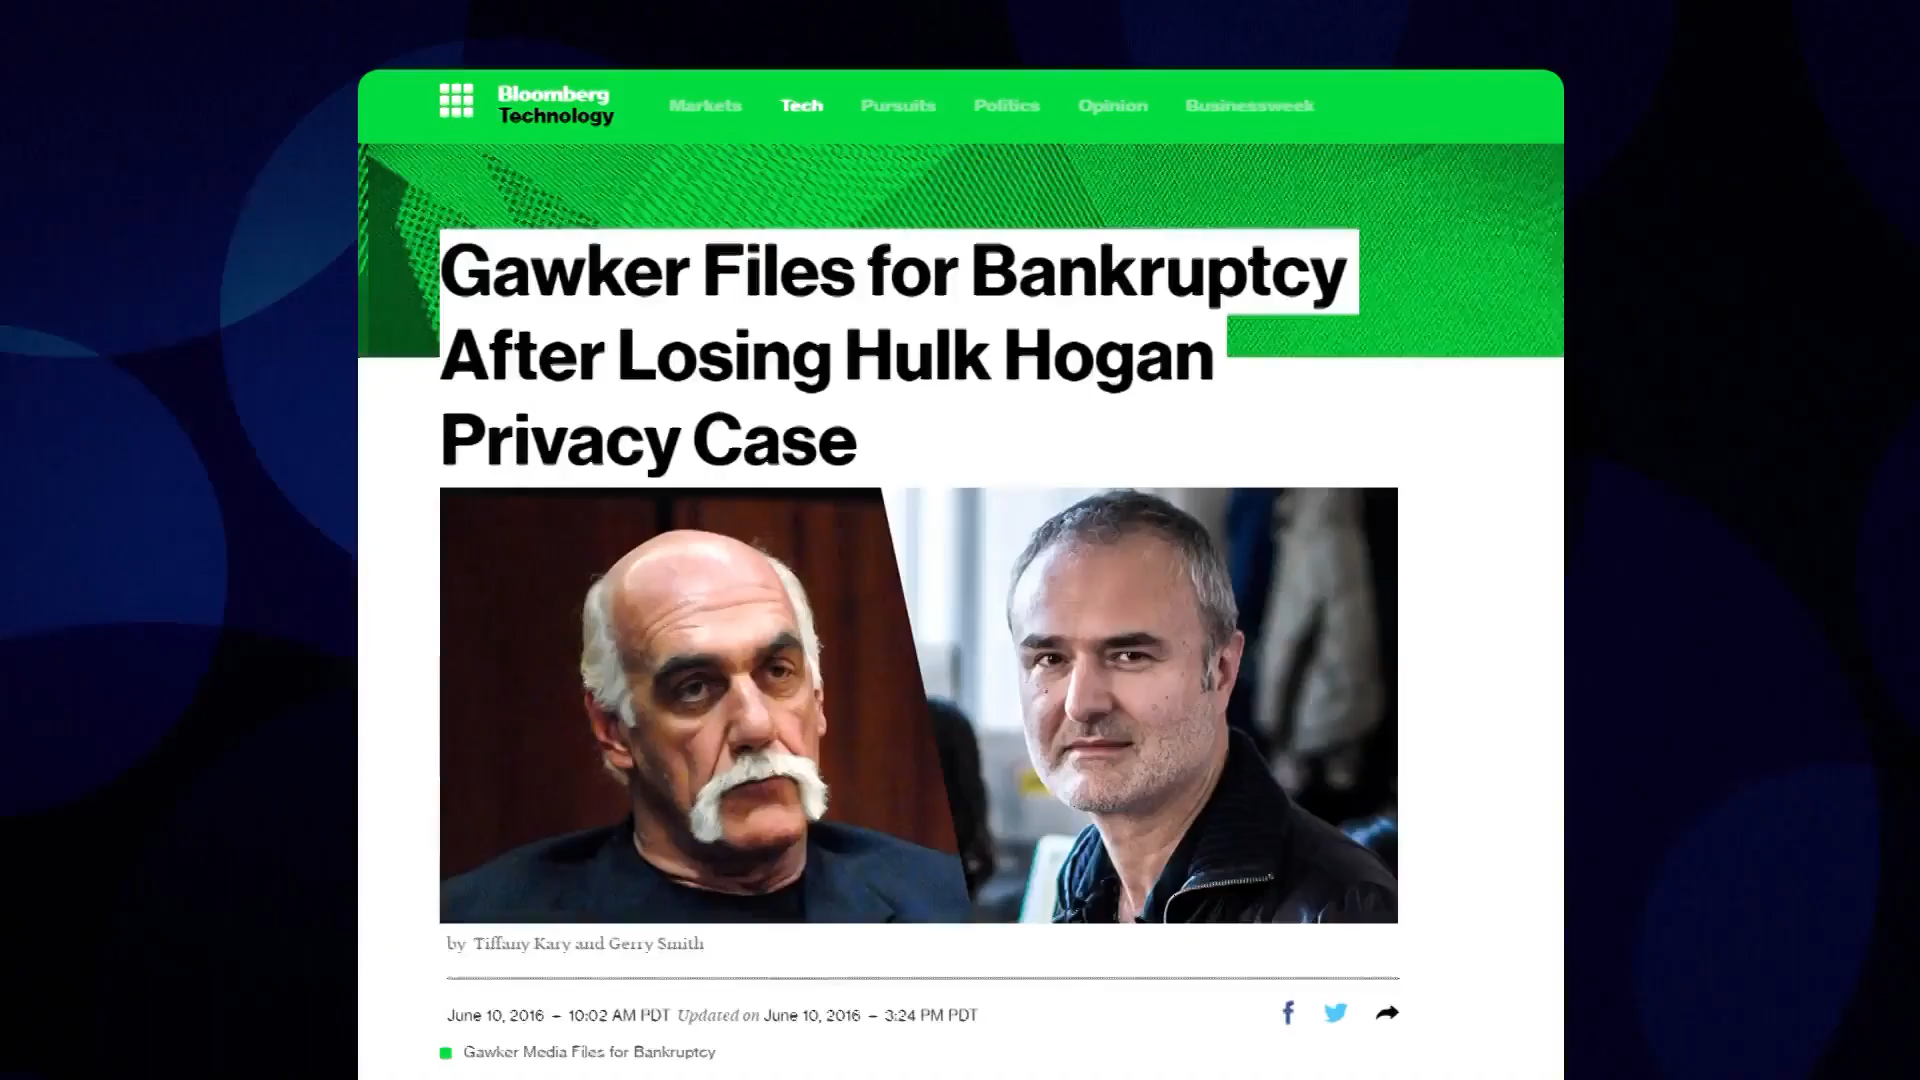 Bloomberg
Technology
Markets Tech Pursuits Politics Opinion Businessweek
Gawker Files for Bankruptcy
After Losing Hulk Hogan
Privacy Case
by Tiffany Kary and Gerry Smith
June 10, 2016 – 10:02 AM PDT Updated on June 10, 2016 – 3:24 PM PDT
Gawker Media Files for Bankruptcy